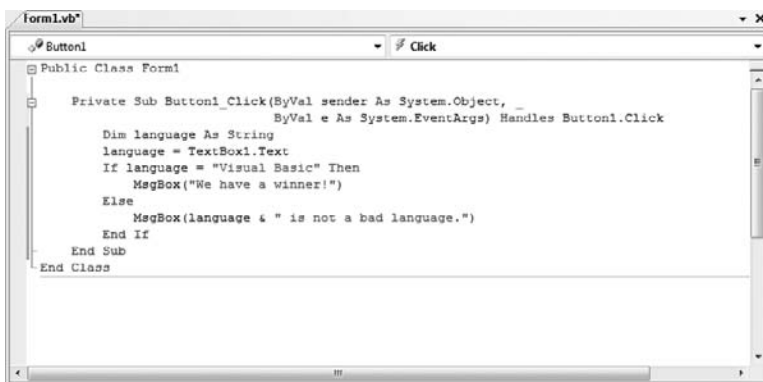 Form1.vb*
Button1 Click
Public Class Form1
Private Sub Button1_Click(ByVal sender As System.Object, _
ByVal e As System.EventArgs) Handles Button1.Click
Dim language As String
language = TextBox1.Text
If language = "Visual Basic" Then
MsgBox("We have a winner!")
Else
MsgBox(language & " is not a bad language.")
End If
End Sub
End Class